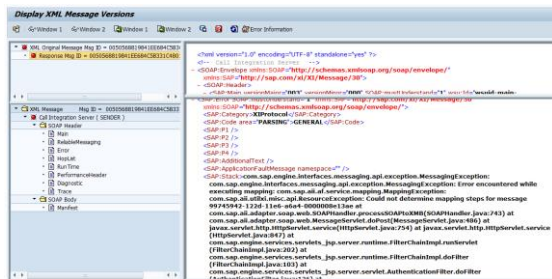 Display XML Message Versions
Window 1 Window 2 Window 1 Window 2 Error Information
XML Original Message Msg ID =
Response Msg ID =
XML Message Msg ID =
Call Integration Server ( SENDER )
SOAP Header
Main
ReliableMessaging
Error
HopList
RunTime
PerformanceHeader
Diagnostic
Trace
SOAP Body
Manifest
<?xml version="1.0" encoding="UTF-8" standalone="yes" ?>
<!-- Call Integration Server -->
- <SOAP:Envelope xmlns:SOAP="http://schemas.xmlsoap.org/soap/envelope/"
xmlns:SAP="http://sap.com/xi/XI/Message/30">
- <SOAP:Header>
xmlns:SOAP="http://schemas.xmlsoap.org/soap/envelope/">
<SAP:Category>XIProtocol</SAP:Category>
<SAP:Code area="PARSING">GENERAL</SAP:Code>
<SAP:P1 />
<SAP:P2 />
<SAP:P3 />
<SAP:P4 />
<SAP:AdditionalText />
<SAP:ApplicationFaultMessage namespace="" />
<SAP:Stack>com.sap.engine.interfaces.messaging.api.exception.MessagingException:
com.sap.engine.interfaces.messaging.api.exception.MessagingException: Error encountered while
executing mapping: com.sap.aii.af.service.mapping.MappingException:
com.sap.aii.utilxi.misc.api.ResourceException: Could not determine mapping steps for message
at
com.sap.aii.adapter.soap.web.SOAPHandler.processSOAPtoXMB(SOAPHandler.java:743) at
com.sap.aii.adapter.soap.web.MessageServlet.doPost(MessageServlet.java:486) at
javax.servlet.http.HttpServlet.service(HttpServlet.java:754) at javax.servlet.http.HttpServlet.service
(HttpServlet.java:847) at
com.sap.engine.services.servlets_jsp.server.runtime.FilterChainImpl.runServlet
(FilterChainImpl.java:202) at
com.sap.engine.services.servlets_jsp.server.runtime.FilterChainImpl.doFilter
(FilterChainImpl.java:103) at
com.sap.engine.services.servlets_jsp.server.servlet.AuthenticationFilter.doFilter